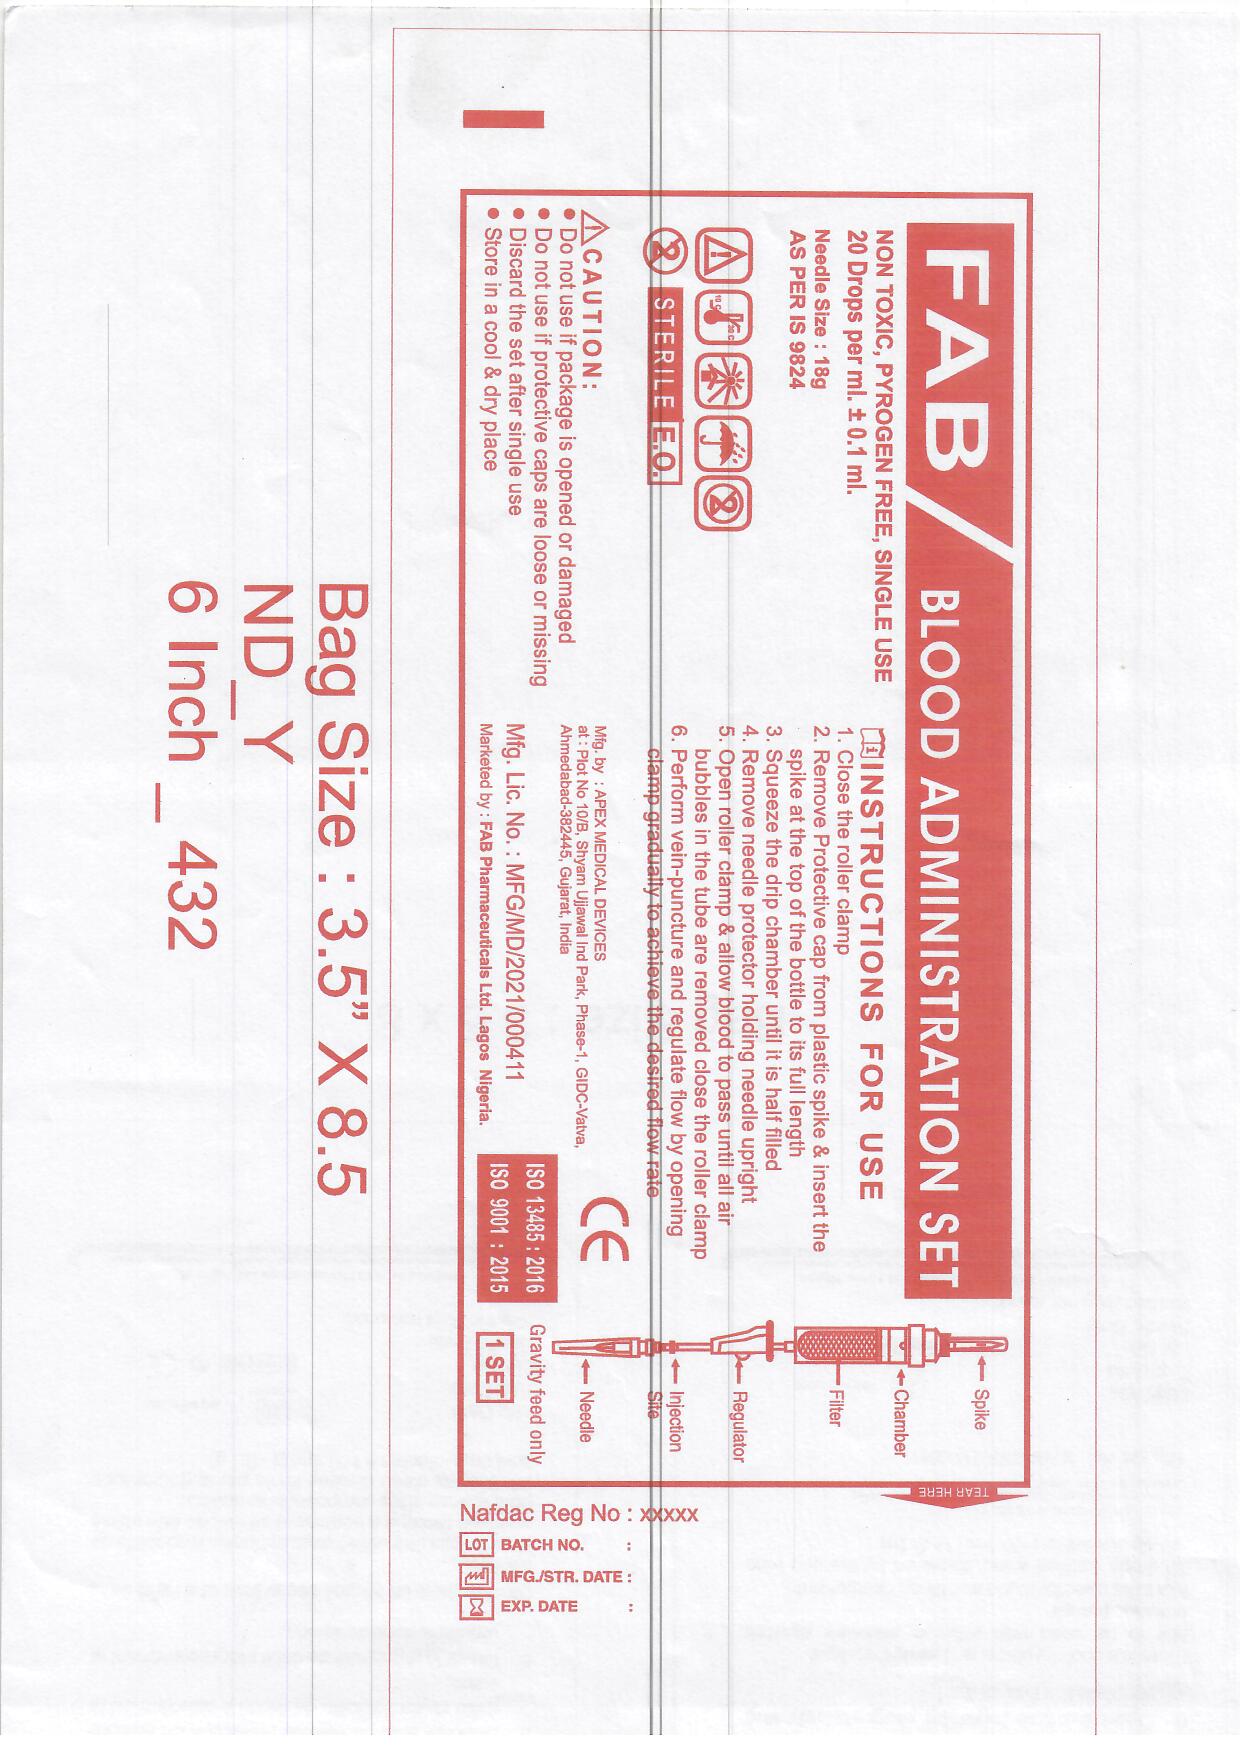 FAB
BLOOD ADMINISTRATION SET
NON TOXIC, PYROGEN FREE, SINGLE USE
20 Drops per ml. ± 0.1 ml.
Needle Size : 18g
AS PER IS 9824
10°C
35°C
2
2
STERILE E.O.
CAUTION :
● Do not use if package is opened or damaged
● Do not use if protective caps are loose or missing
● Discard the set after single use
● Store in a cool & dry place
INSTRUCTIONS FOR USE
1. Close the roller clamp
2. Remove Protective cap from plastic spike & insert the
spike at the top of the bottle to its full length
3. Squeeze the drip chamber until it is half filled
4. Remove needle protector holding needle upright
5. Open roller clamp & allow blood to pass until all air
bubbles in the tube are removed close the roller clamp
6. Perform vein-puncture and regulate flow by opening
clamp gradually to achieve the desired flow rate
Mfg. by : APEX MEDICAL DEVICES
at : Plot No 10/B, Shyam Ujjawal Ind Park, Phase-1, GIDC-Vatva,
Ahmedabad-382445, Gujarat, India
Mfg. Lic. No. : MFG/MD/2021/000411
Marketed by : FAB Pharmaceuticals Ltd. Lagos Nigeria.
CE
ISO 13485 : 2016
ISO 9001 : 2015
Spike
Chamber
Filter
Regulator
Injection
Site
Needle
Gravity feed only
1 SET
TEAR HERE
Nafdac Reg No : xxxxx
LOT BATCH NO. :
MFG./STR. DATE :
EXP. DATE :
Bag Size : 3.5” X 8.5
ND_Y
6 Inch _ 432